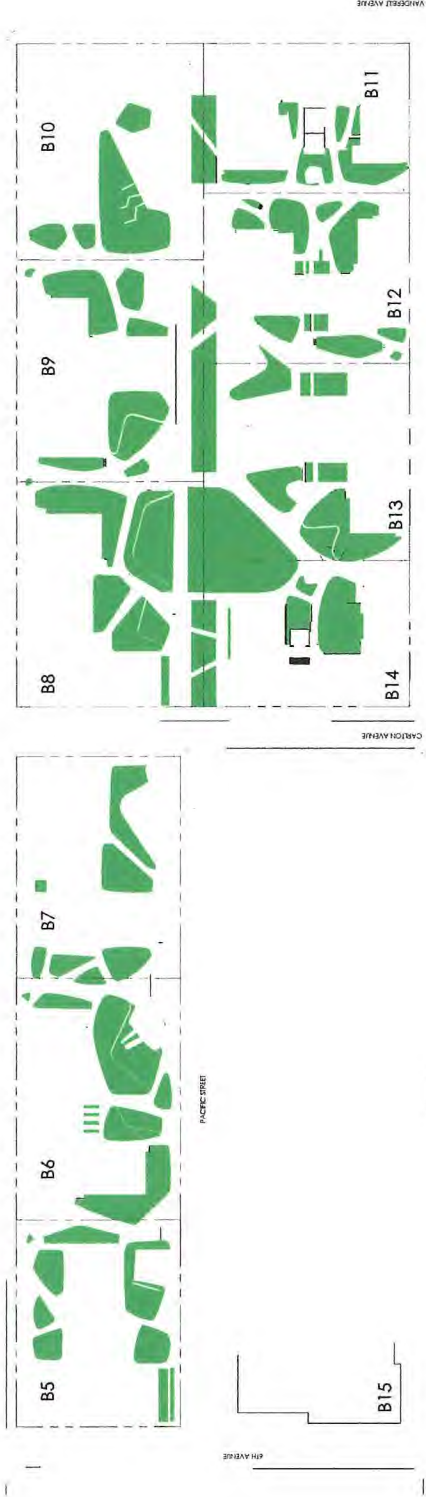 VANDERBILT AVENUE
B10
B11
B9
B12
B8
B13
B14
CARLTON AVENUE
B7
PACIFIC STREET
B6
B5
B15
6TH AVENUE